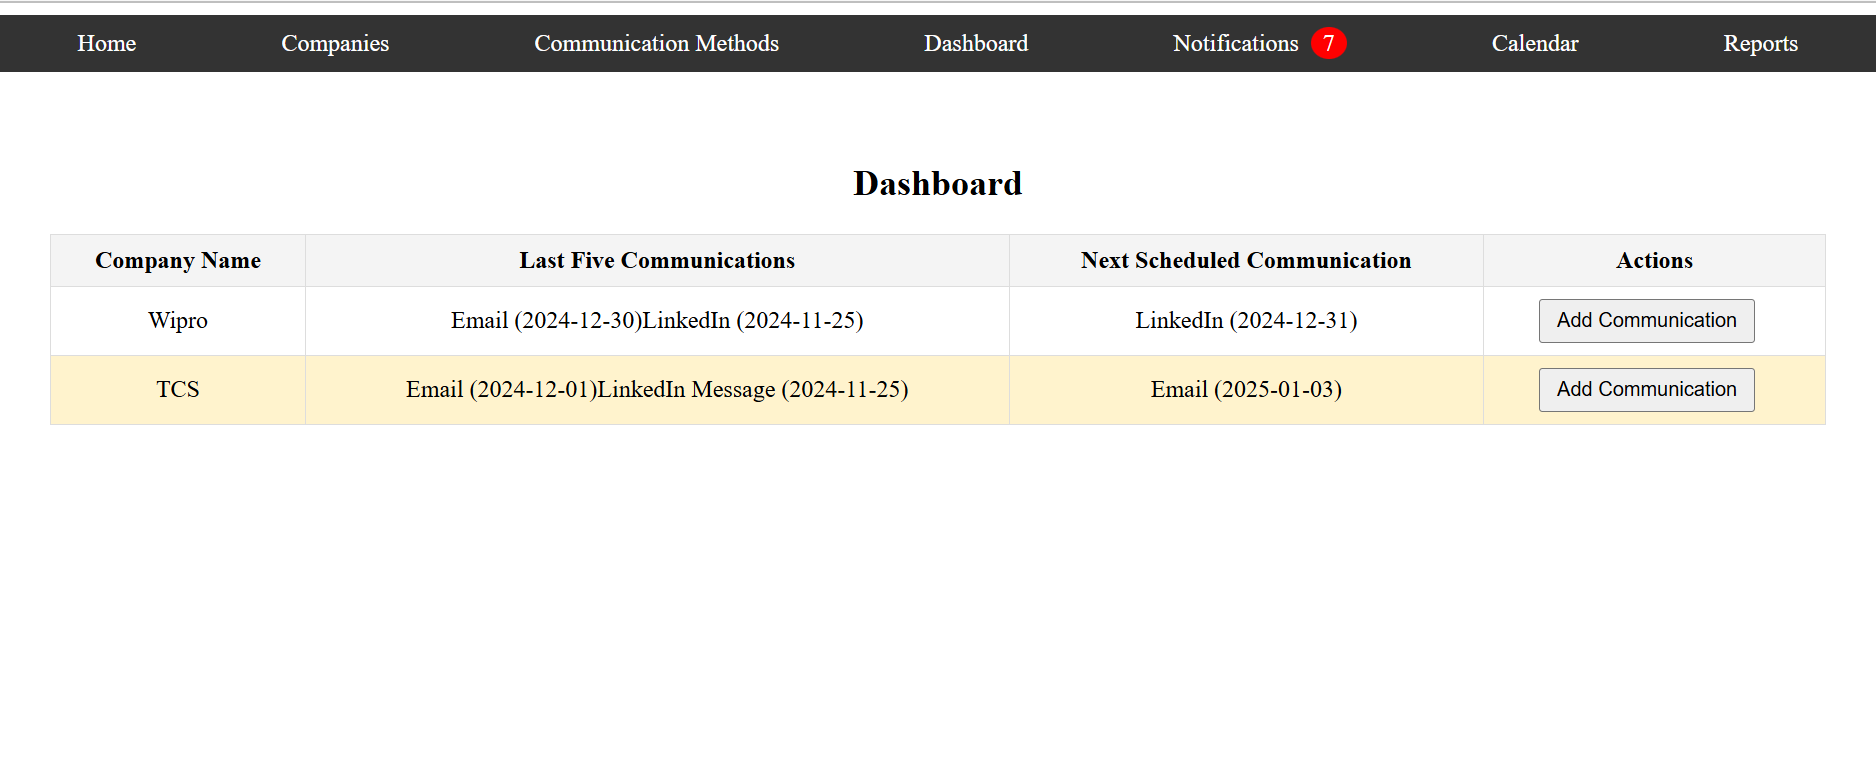 Home Companies Communication Methods Dashboard Notifications 7 Calendar Reports
Dashboard
Company Name Last Five Communications Next Scheduled Communication Actions
Wipro Email (2024-12-30)LinkedIn (2024-11-25) LinkedIn (2024-12-31) Add Communication
TCS Email (2024-12-01)LinkedIn Message (2024-11-25) Email (2025-01-03) Add Communication